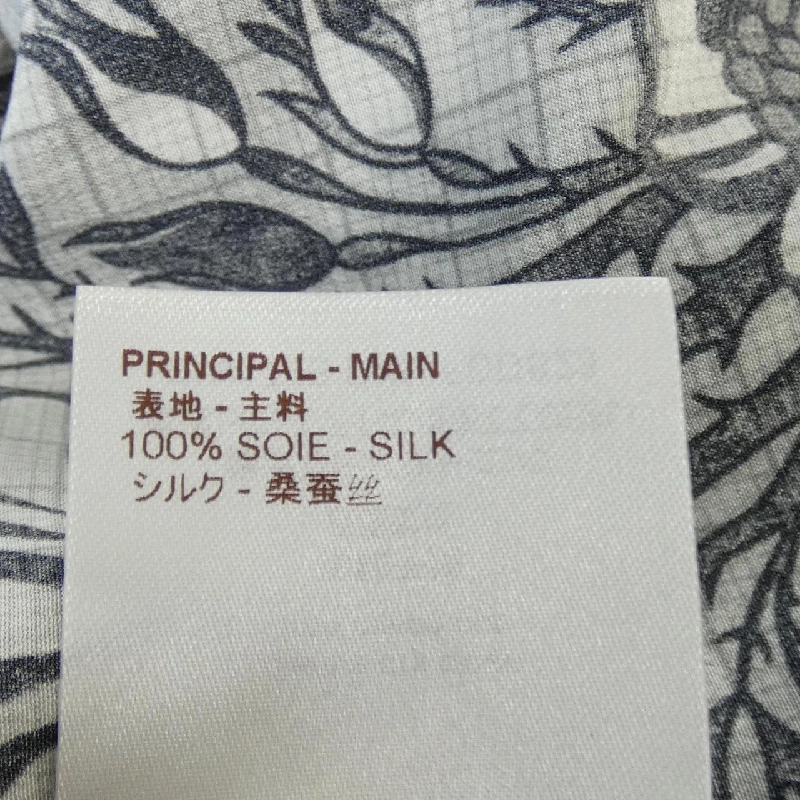 PRINCIPAL - MAIN
表地 - 主料
100% SOIE - SILK
シルク - 桑蚕丝